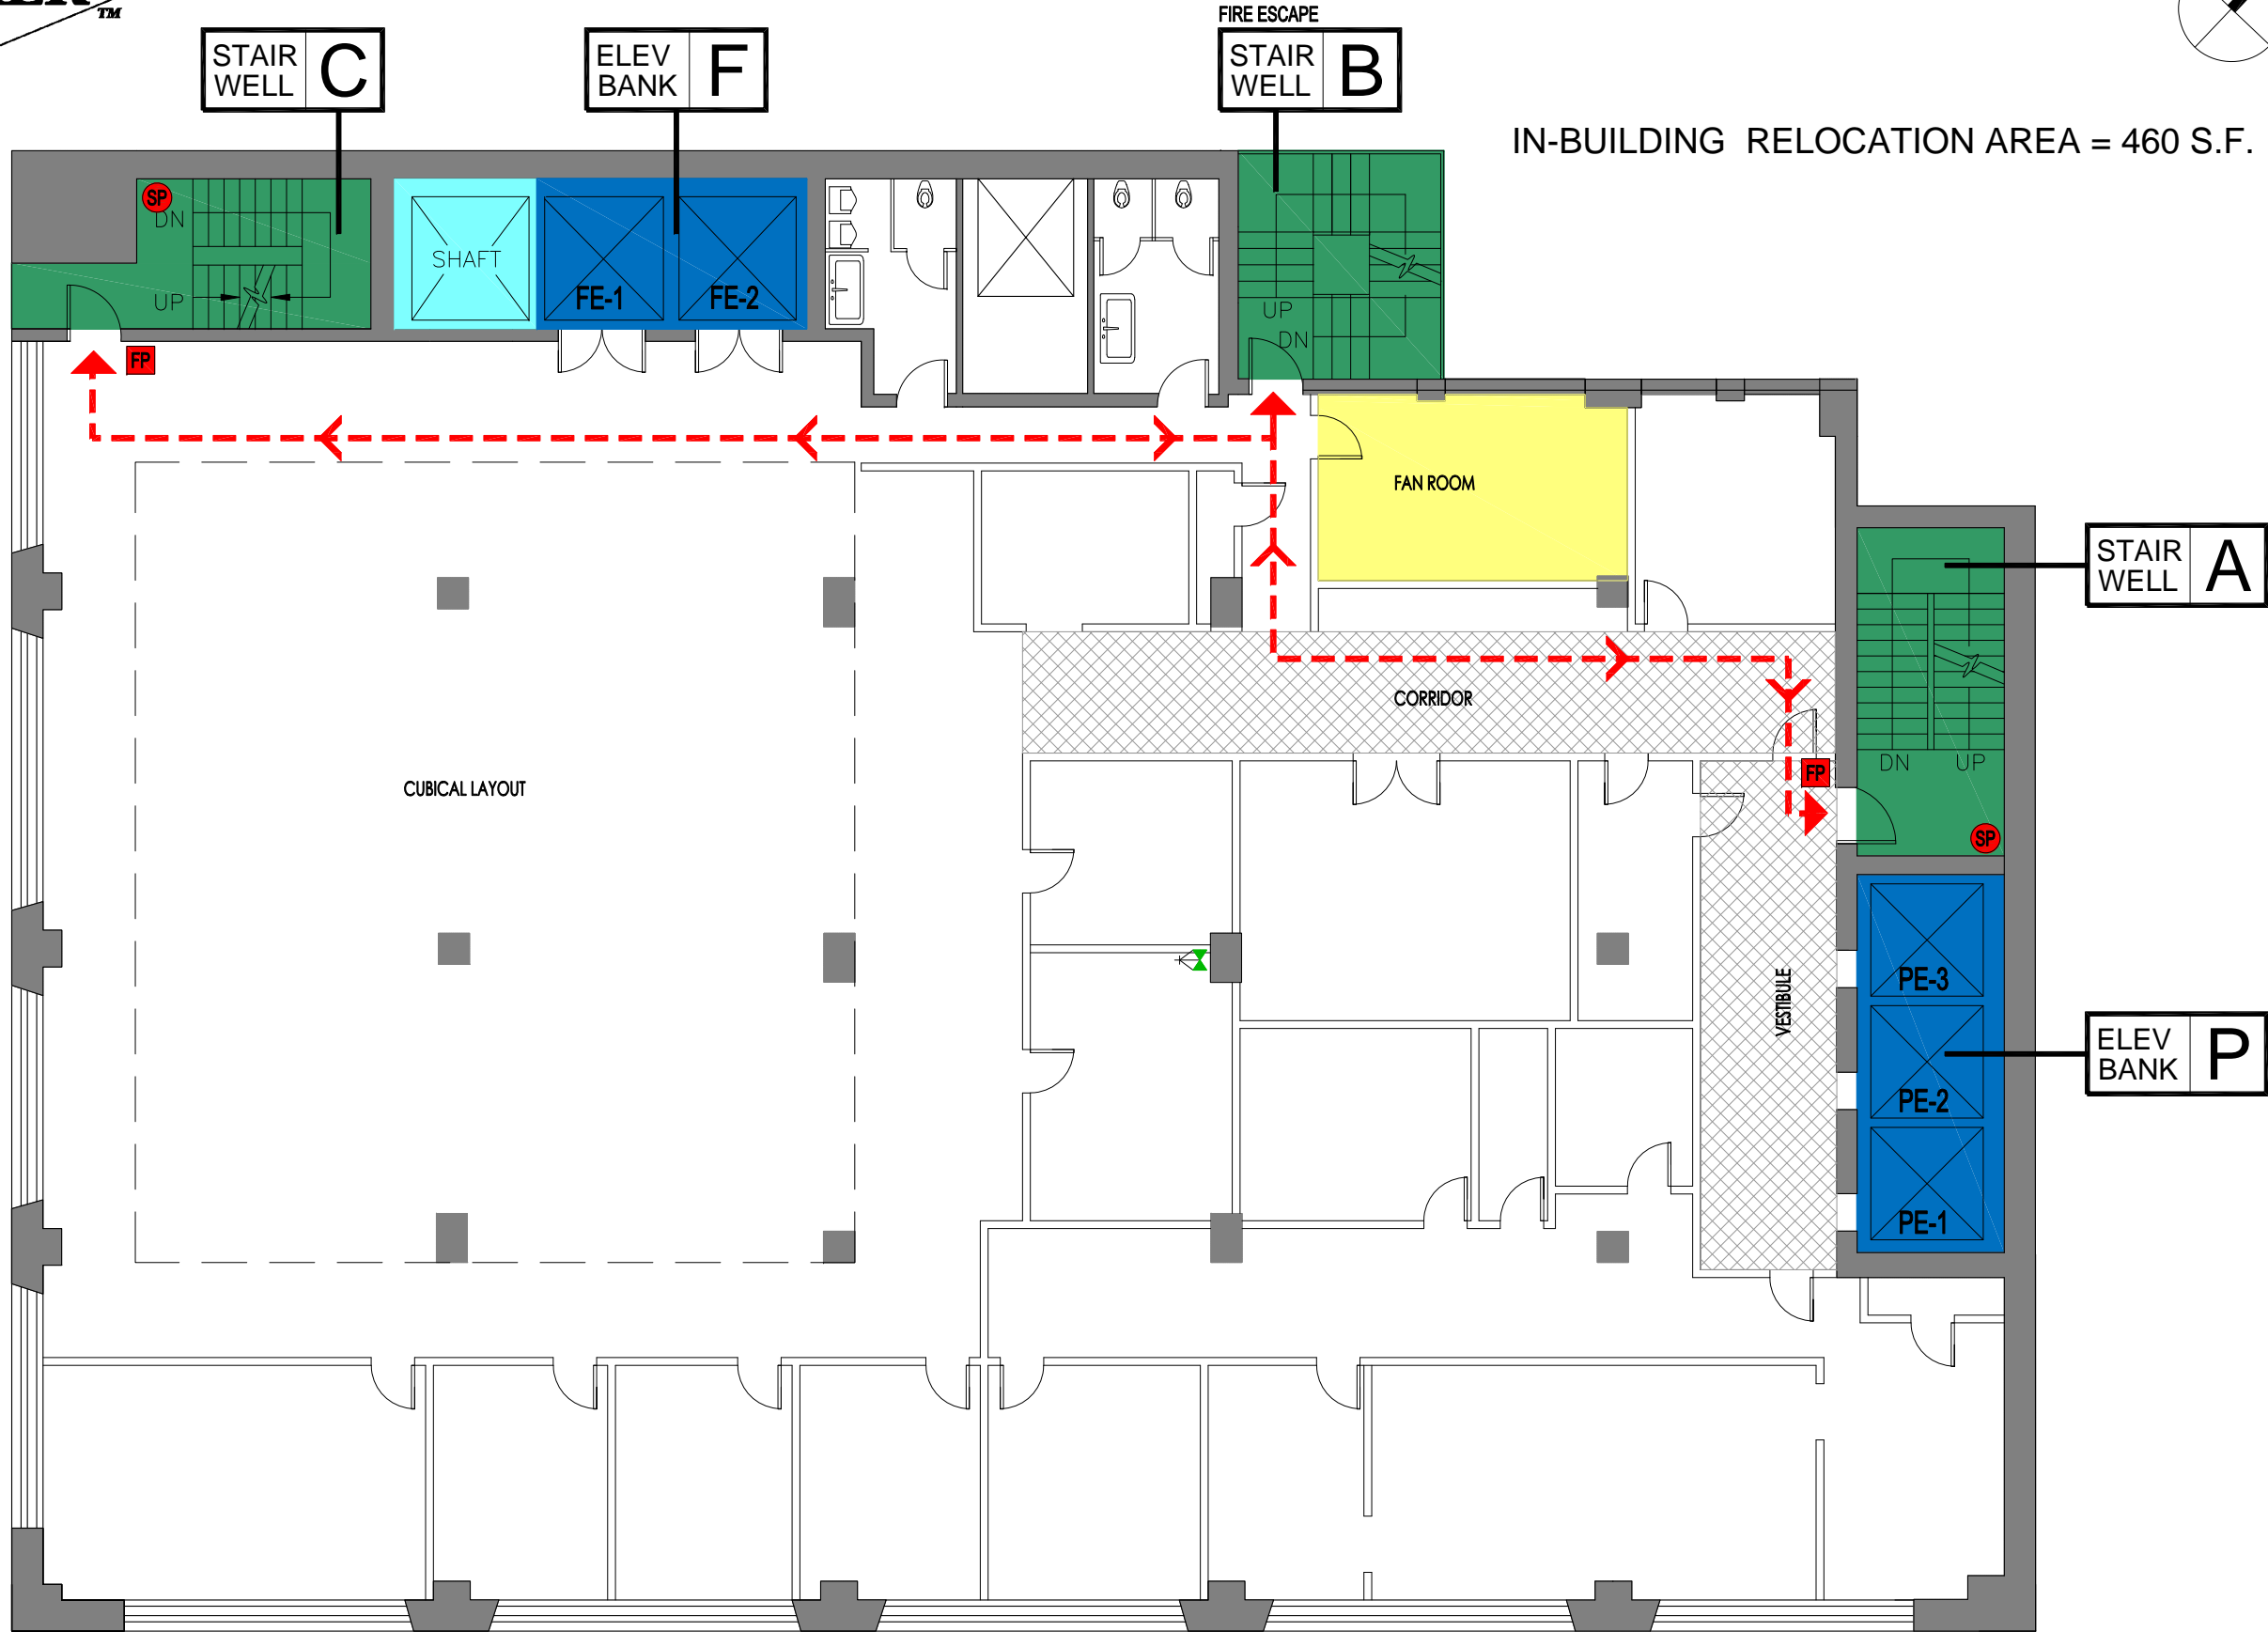 TM
FIRE ESCAPE
STAIR WELL C
ELEV BANK F
STAIR WELL B
IN-BUILDING RELOCATION AREA = 460 S.F.
SP
DN
UP
SHAFT
FE-1
FE-2
UP
DN
FP
FAN ROOM
STAIR WELL A
CORRIDOR
CUBICAL LAYOUT
DN
UP
FP
SP
PE-3
VESTIBULE
PE-2
PE-1
ELEV BANK P